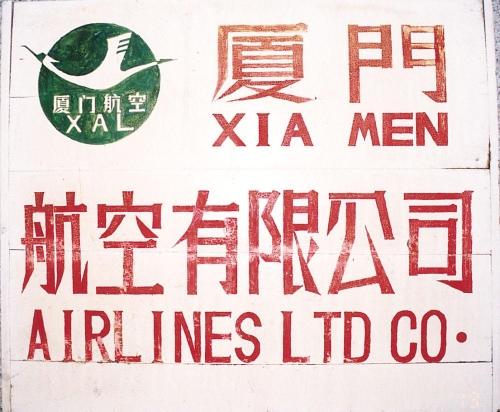 厦门航空
XAL
厦門
XIA MEN
航空有限公司
AIRLINES LTD CO.